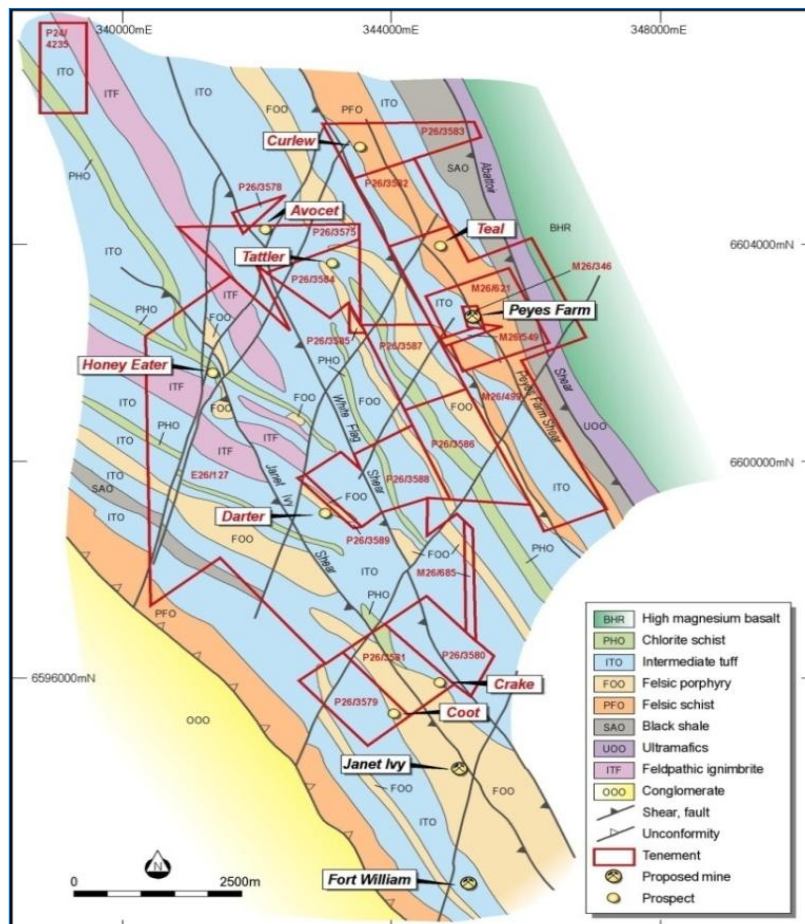 340000mE
344000mE
348000mE
P24/
4235
ITO
ITF
ITO
FOO
PFO
ITO
P26/3583
Curlew
SAO
Abattoir
PHO
P26/3578
P26/3582
BHR
Avocet
P26/3575
Teal
6604000mN
ITO
Tattler
P26/3584
M26/346
M26/621
ITF
ITO
Peyes Farm
PHO
FOO
P26/3585
P26/3587
M26/549
PHO
Honey Eater
ITF
FOO
Shear
ITO
FOO
FOO
White Flag
FOO
M26/499
Peyes Farm Shear
PHO
P26/3586
UOO
ITO
ITF
6600000mN
ITO
E26/127
Janet Ivy
Shear
P26/3588
ITO
SAO
FOO
ITO
Darter
P26/3589
FOO
FOO
PHO
Shear
ITO
M26/685
PFO
PHO
P26/3581
P26/3580
6596000mN
Crake
P26/3579
OOO
Coot
Janet Ivy
FOO
FOO
ITO
Fort William
N
0
2500m
BHR High magnesium basalt
PHO Chlorite schist
ITO Intermediate tuff
FOO Felsic porphyry
PFO Felsic schist
SAO Black shale
UOO Ultramafics
ITF Feldpathic ignimbrite
OOO Conglomerate
Shear, fault
Unconformity
Tenement
Proposed mine
Prospect